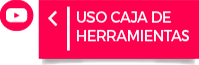 USO CAJA DE
HERRAMIENTAS